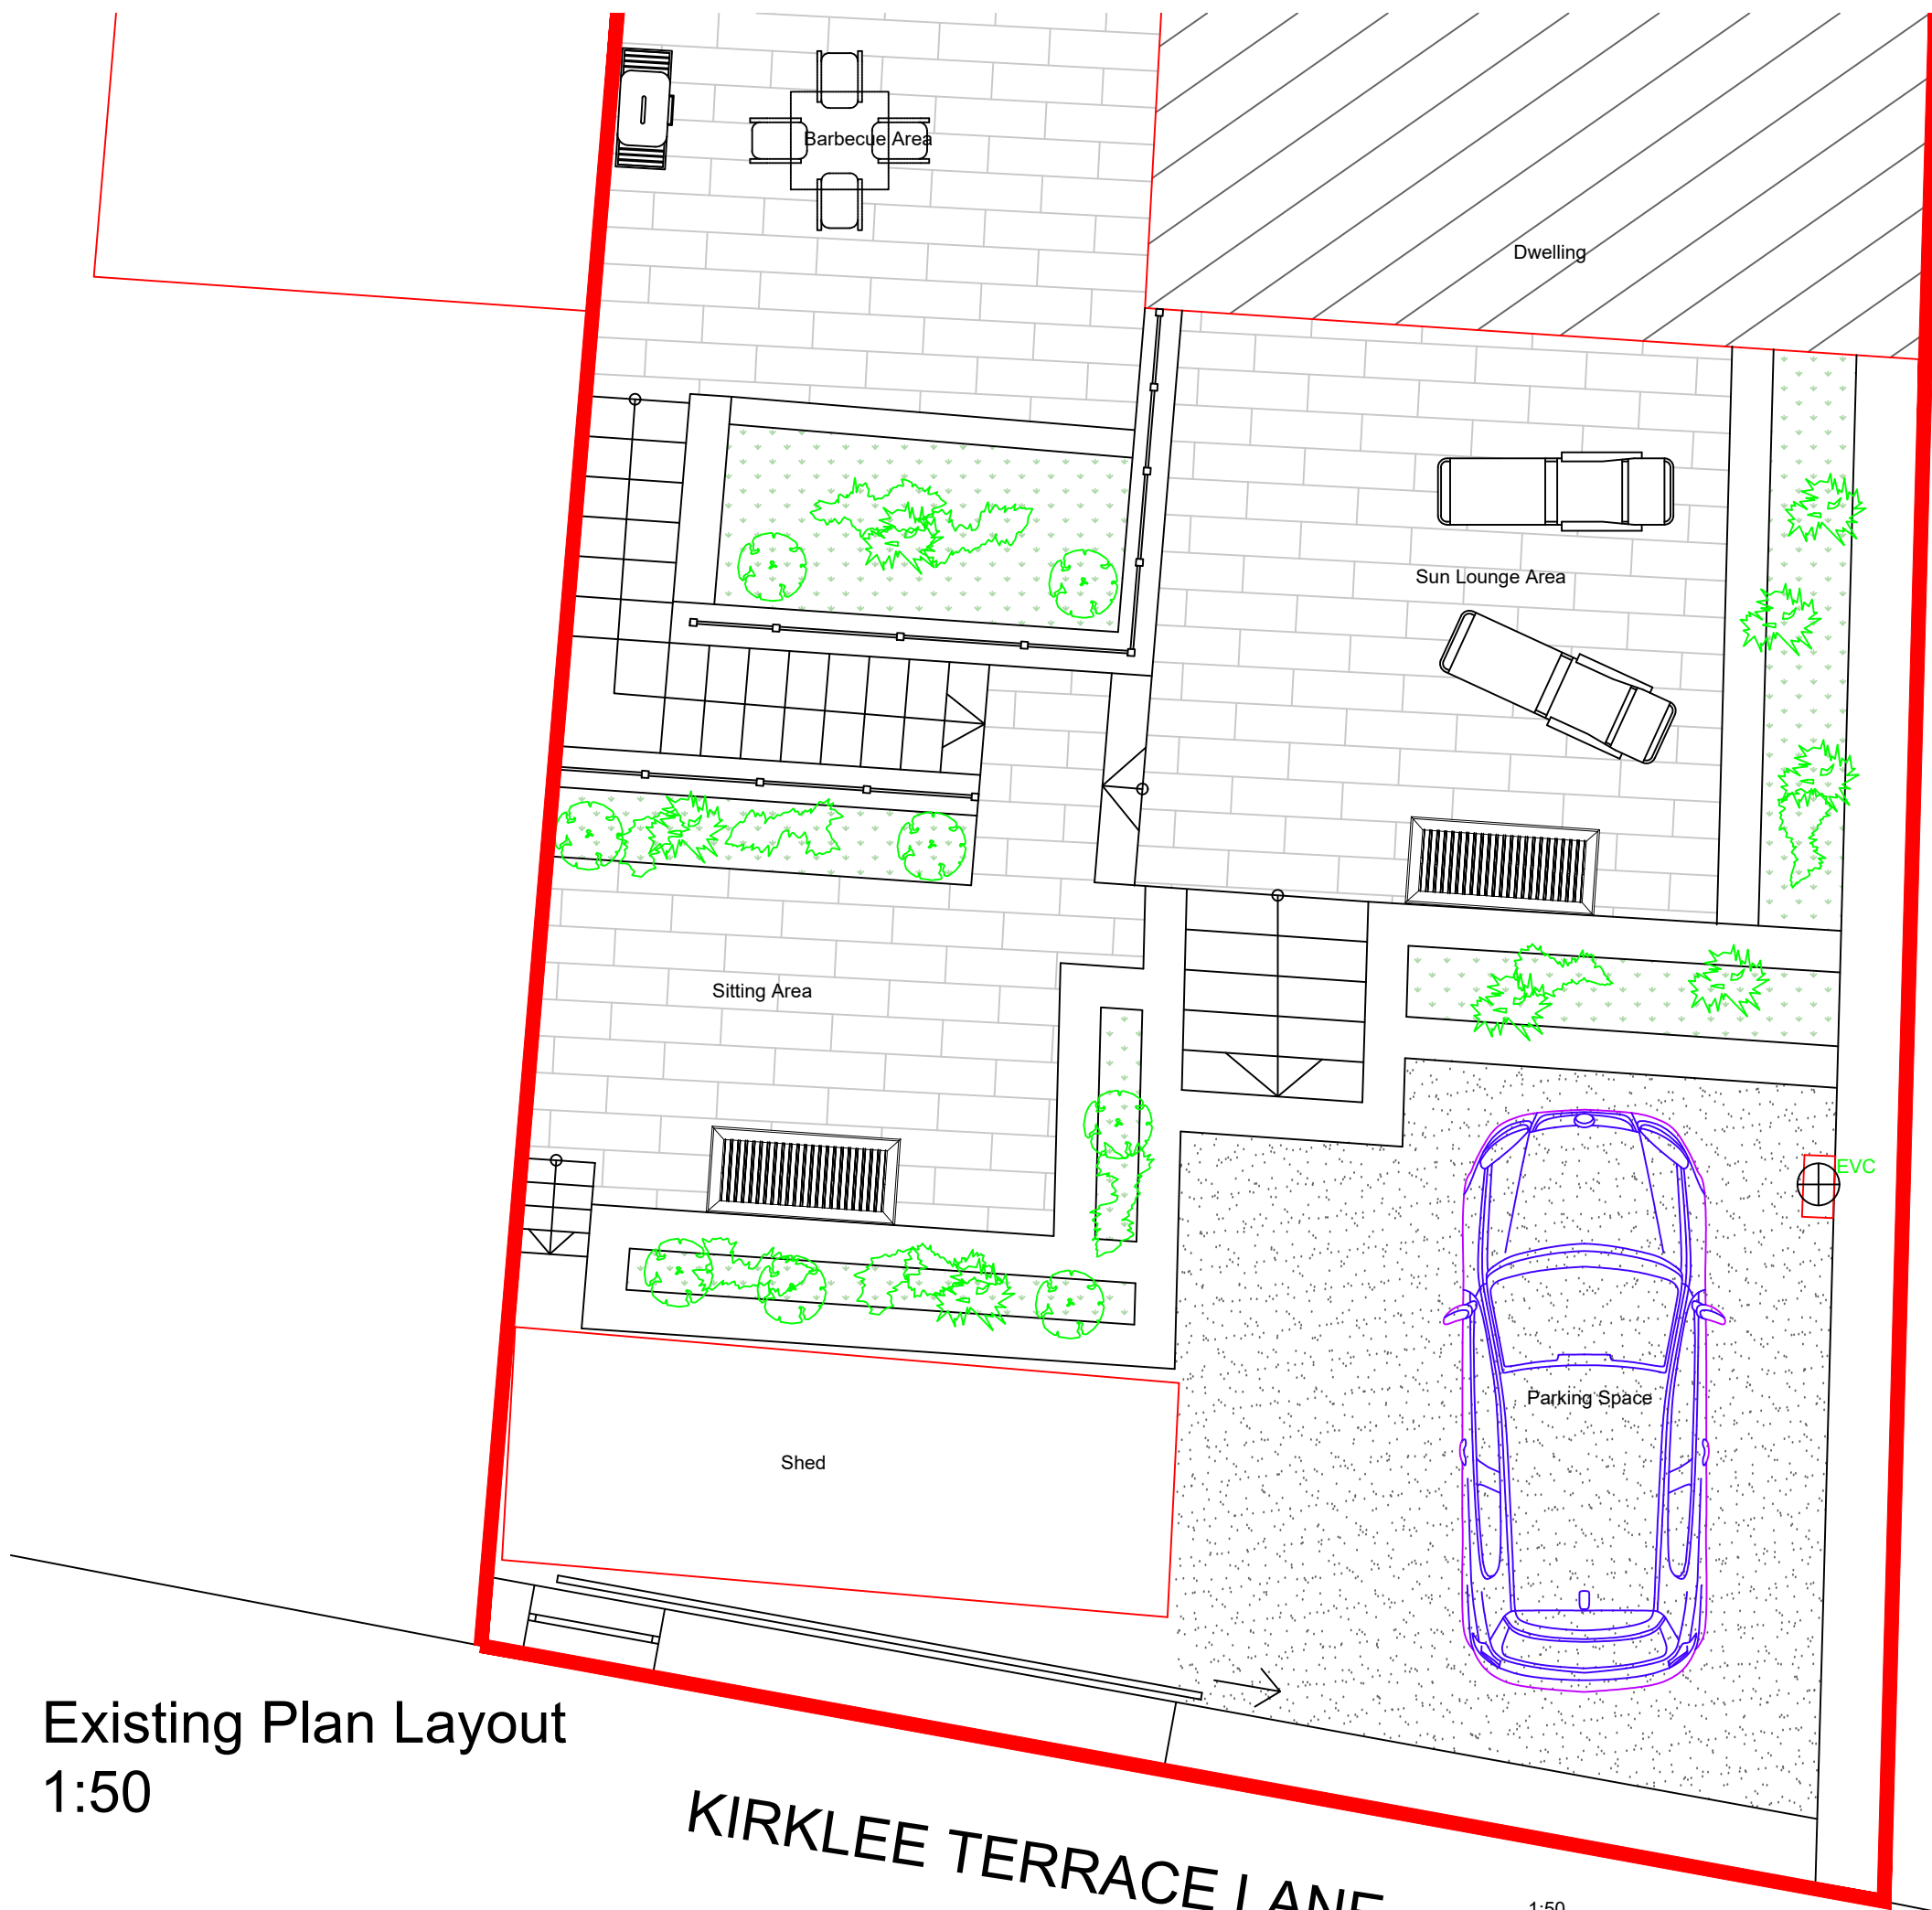 Barbecue Area
Dwelling
Sun Lounge Area
Sitting Area
EVC
Parking Space
Shed
Existing Plan Layout
1:50
KIRKLEE TERRACE LANE
1:50